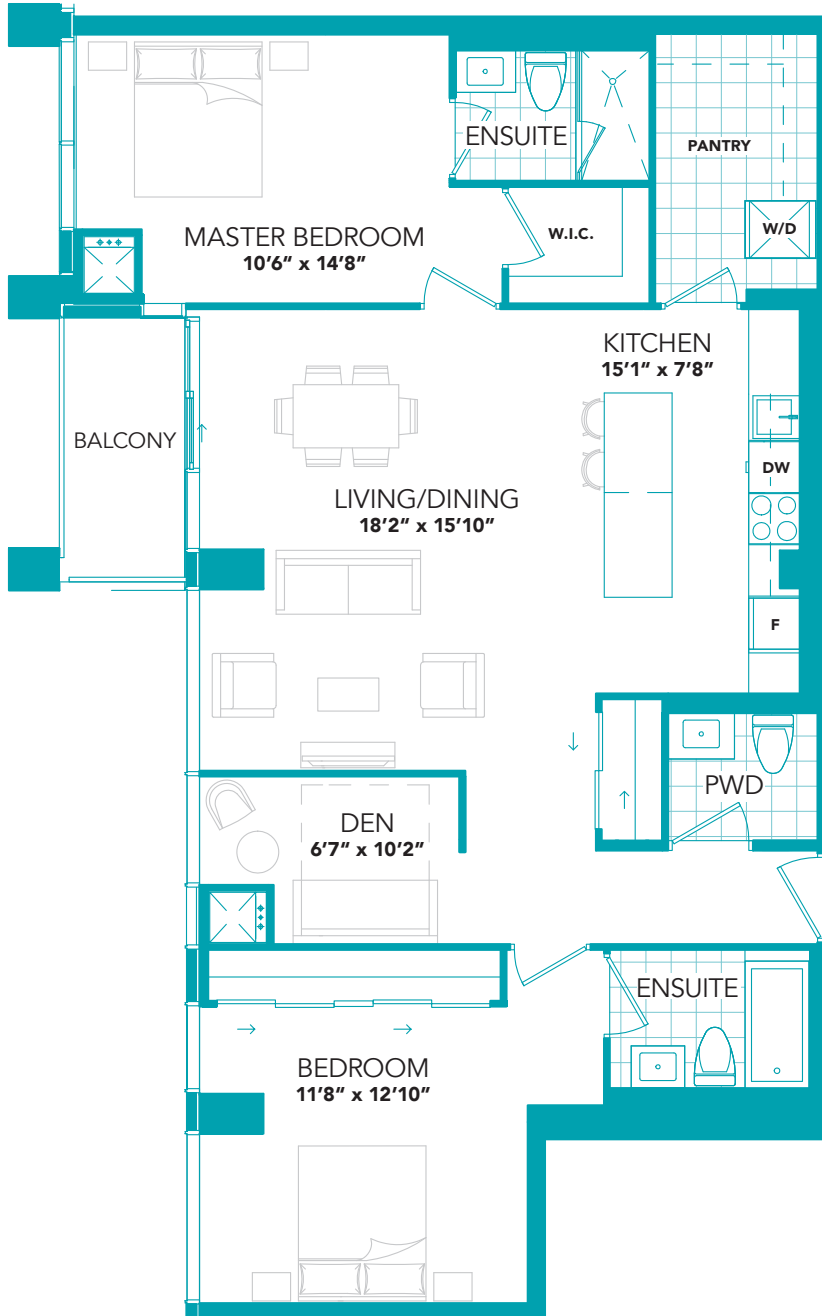 ENSUITE
PANTRY
W/D
MASTER BEDROOM
10'6" x 14'8"
W.I.C.
KITCHEN
15'1" x 7'8"
BALCONY
DW
LIVING/DINING
18'2" x 15'10"
F
PWD
DEN
6'7" x 10'2"
ENSUITE
BEDROOM
11'8" x 12'10"